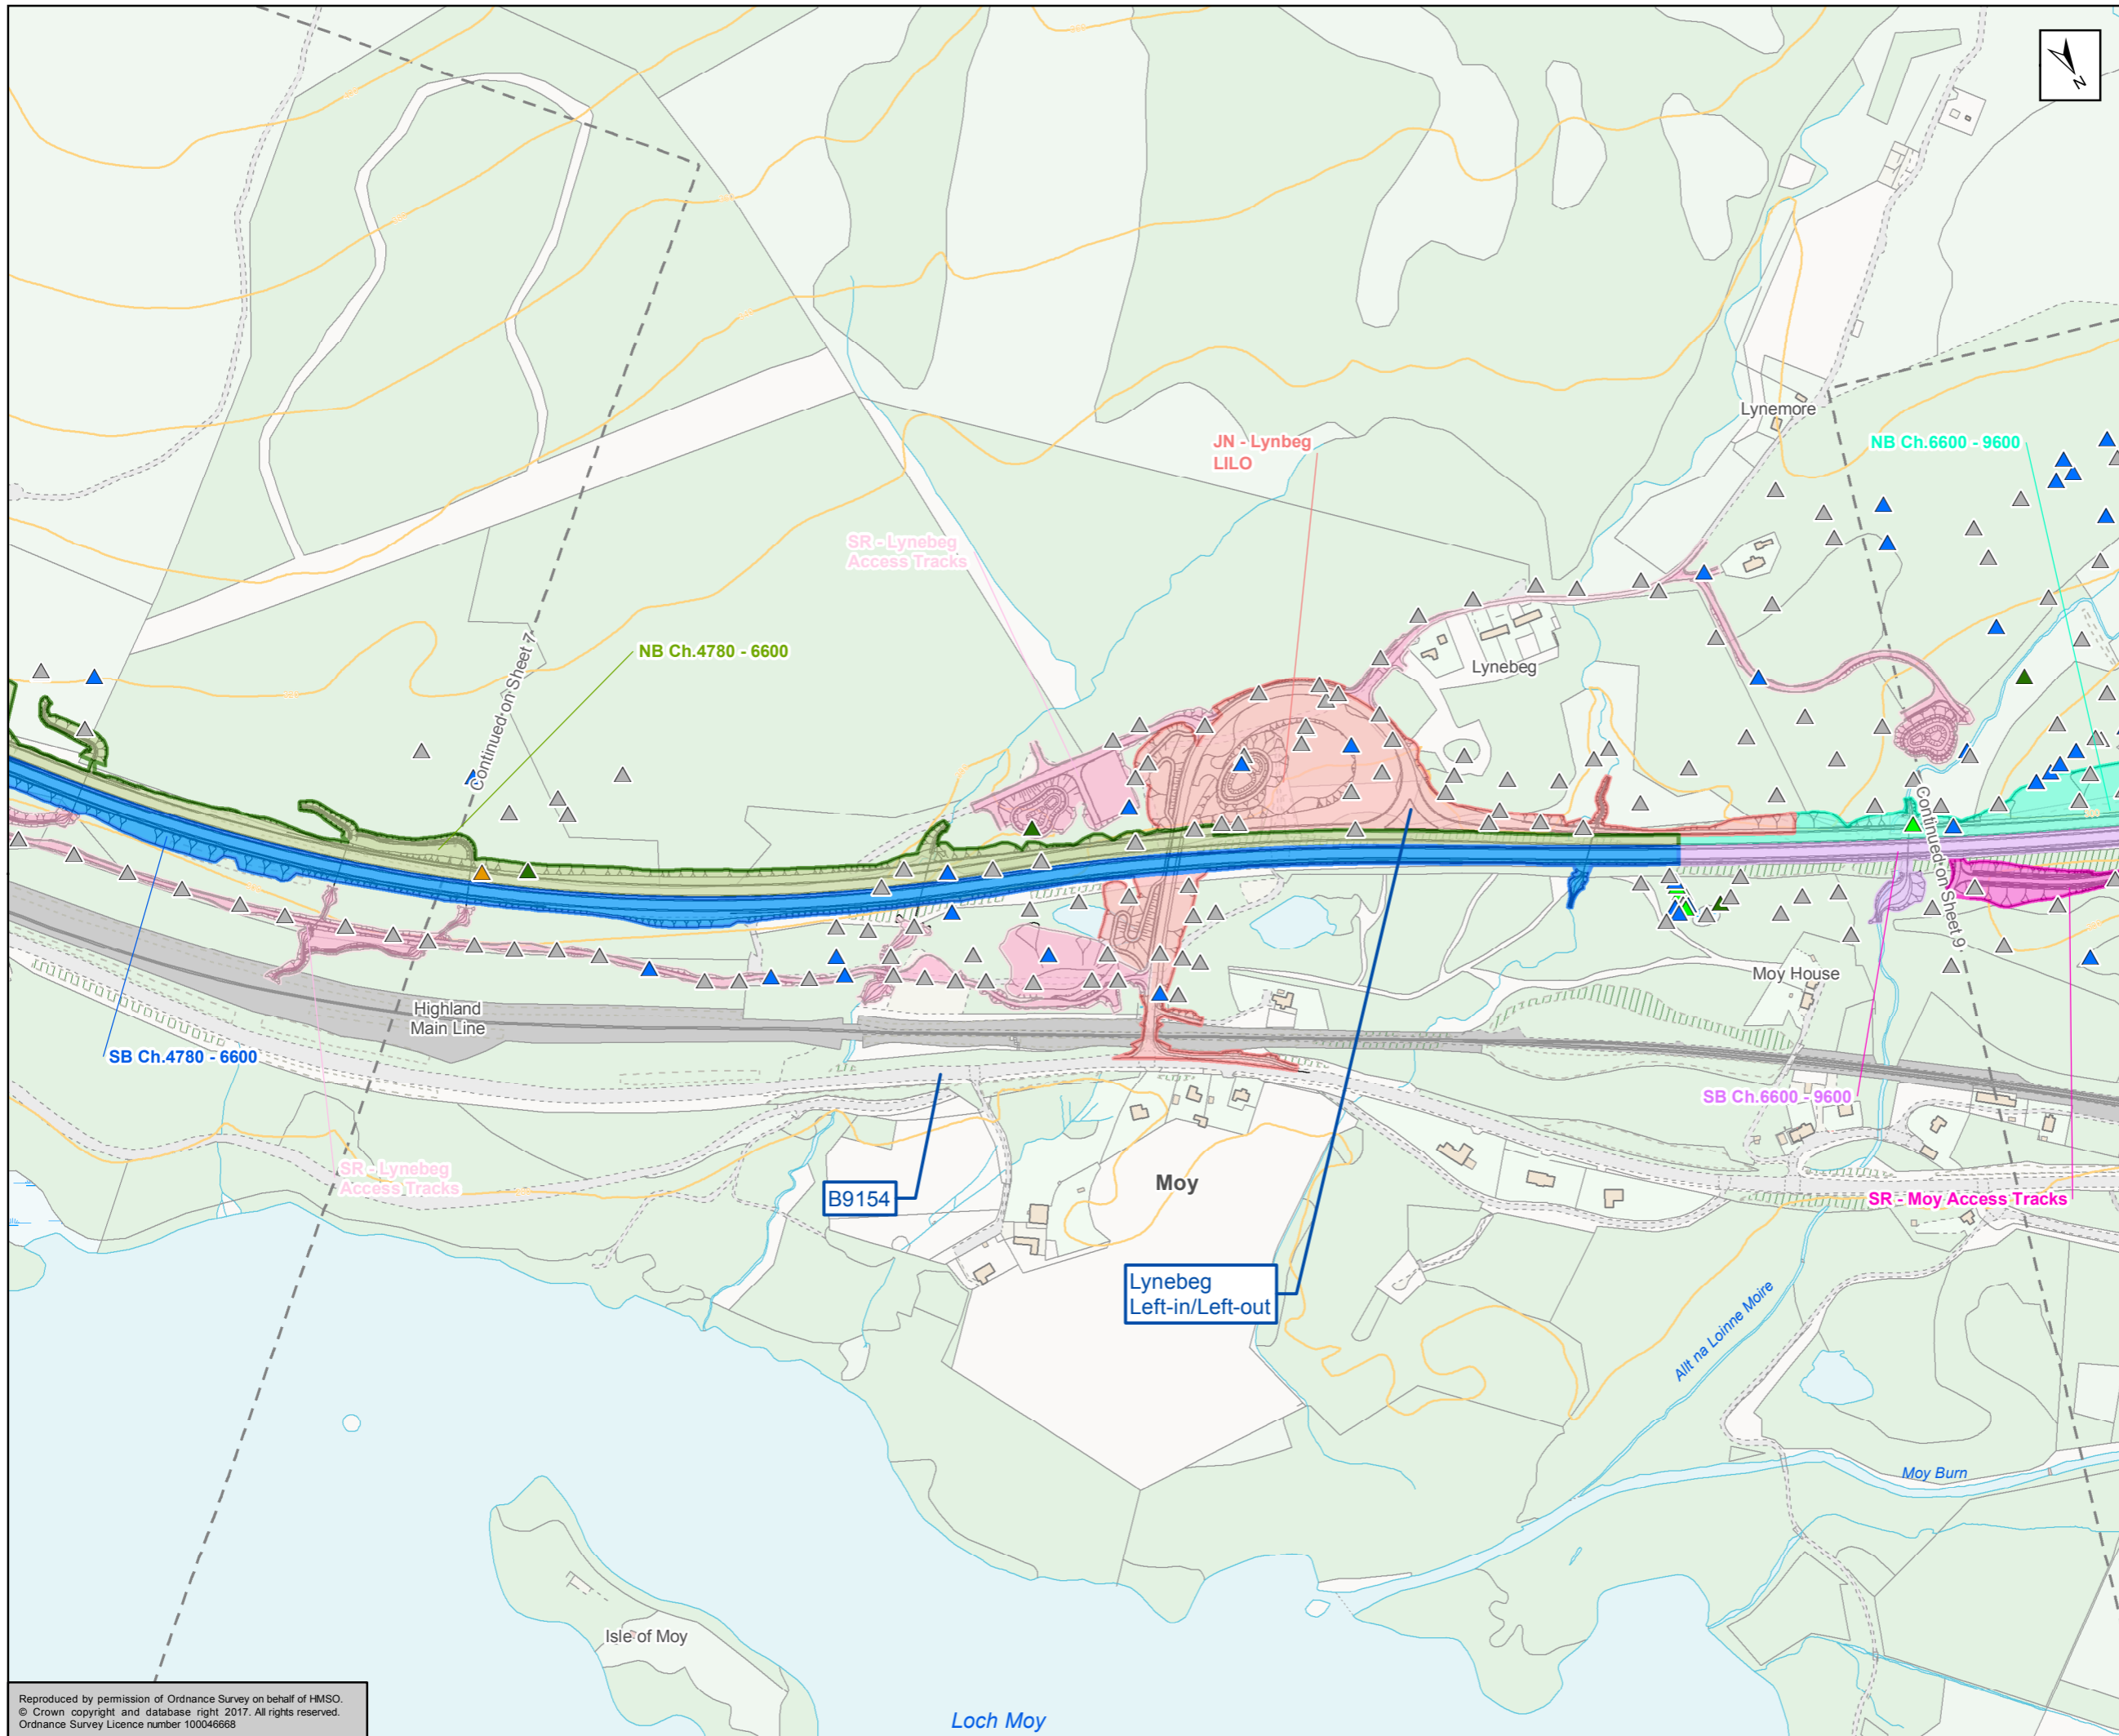 N
Lynemore
JN - Lynbeg
LILO
NB Ch.6600 - 9600
SR - Lynebeg
Access Tracks
NB Ch.4780 - 6600
Continued on Sheet 7
Lynebeg
Continued on Sheet 9
Moy House
Highland
Main Line
SB Ch.4780 - 6600
SB Ch.6600 - 9600
SR - Lynebeg
Access Tracks
B9154
Moy
SR - Moy Access Tracks
Lynebeg
Left-in/Left-out
Allt na Loinne Moire
Moy Burn
Isle of Moy
Loch Moy
Reproduced by permission of Ordnance Survey on behalf of HMSO.
© Crown copyright and database right 2017. All rights reserved.
Ordnance Survey Licence number 100046668